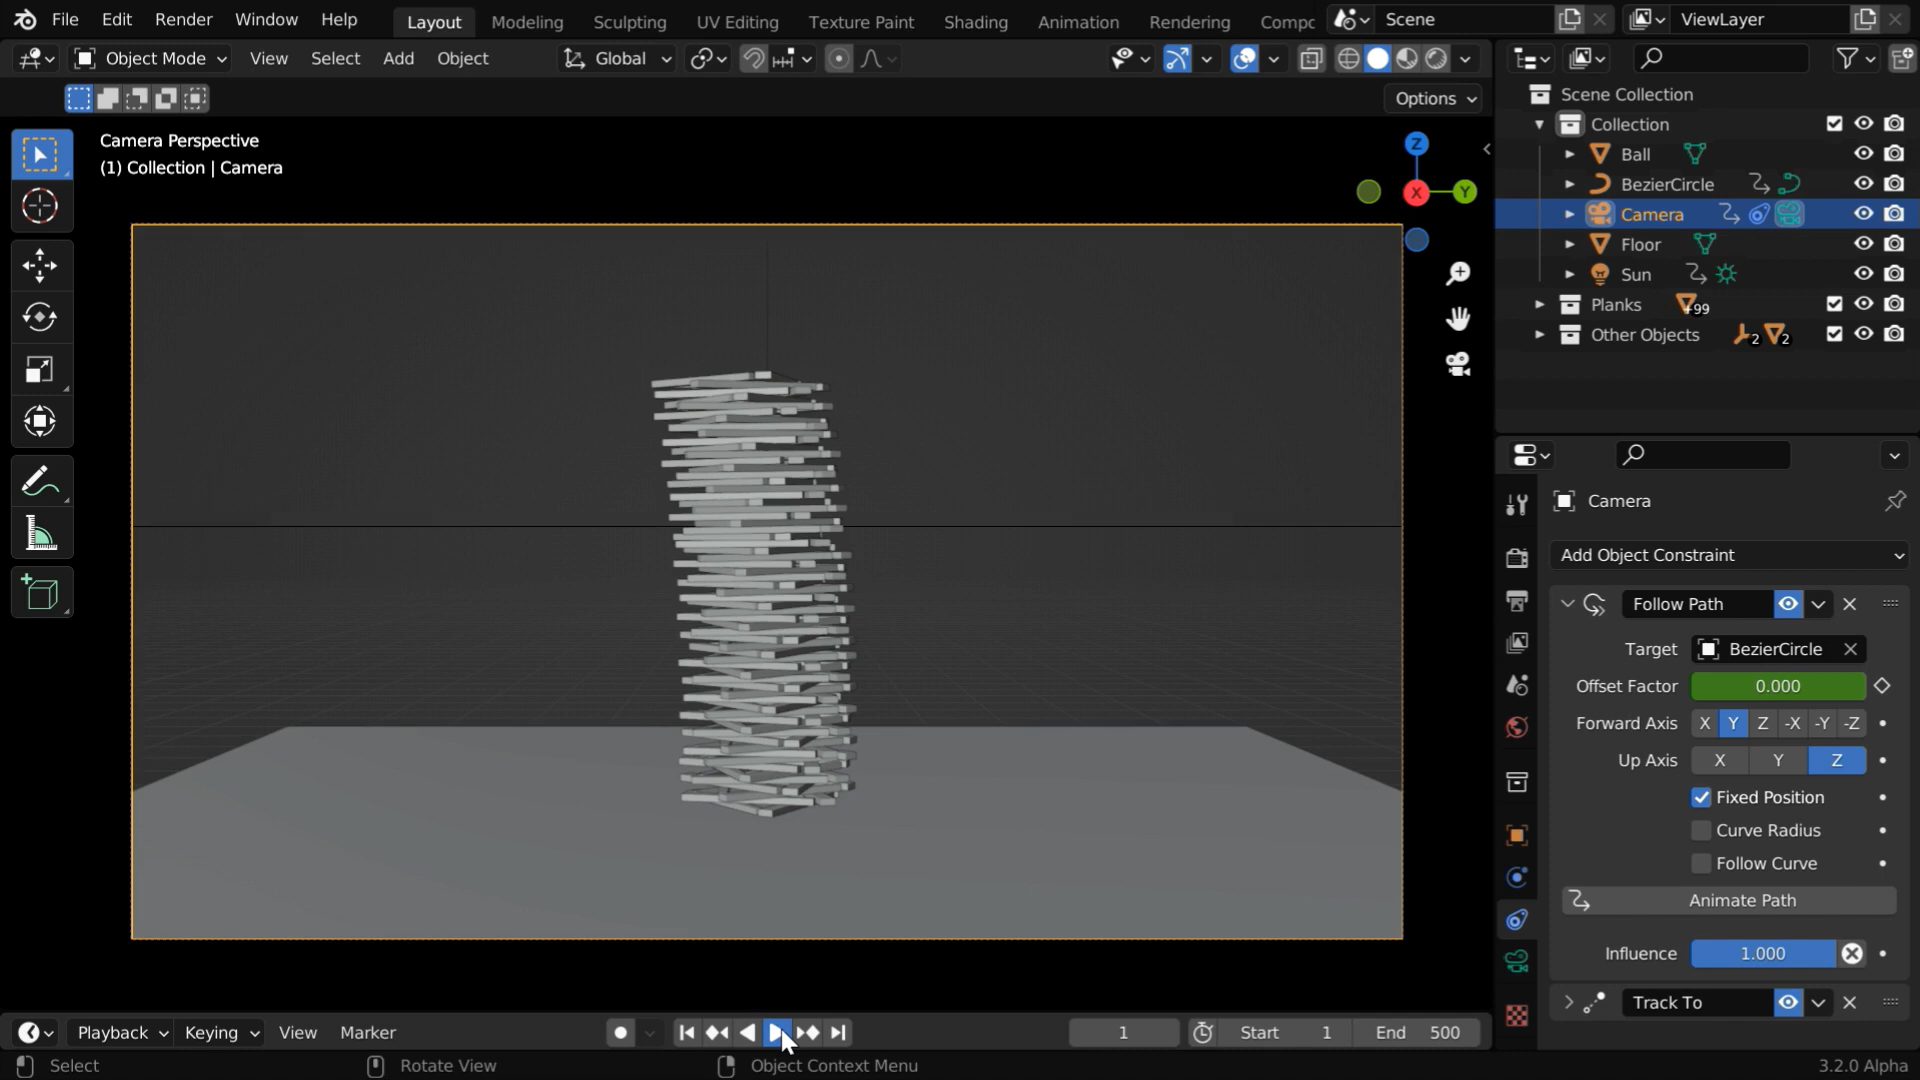 File Edit Render Window Help
Layout Modeling Sculpting UV Editing Texture Paint Shading Animation Rendering Compo
Scene
ViewLayer
Object Mode View Select Add Object
Global
Options
Camera Perspective
(1) Collection | Camera
Z
X
Y
Scene Collection
Collection
Ball
BezierCircle
Camera
Floor
Sun
Planks +99
Other Objects 2 2
Camera
Add Object Constraint
Follow Path
Target BezierCircle
Offset Factor 0.000
Forward Axis X Y Z -X -Y -Z
Up Axis X Y Z
Fixed Position
Curve Radius
Follow Curve
Animate Path
Influence 1.000
Track To
Playback Keying View Marker
1 Start 1 End 500
Select Rotate View Object Context Menu 3.2.0 Alpha